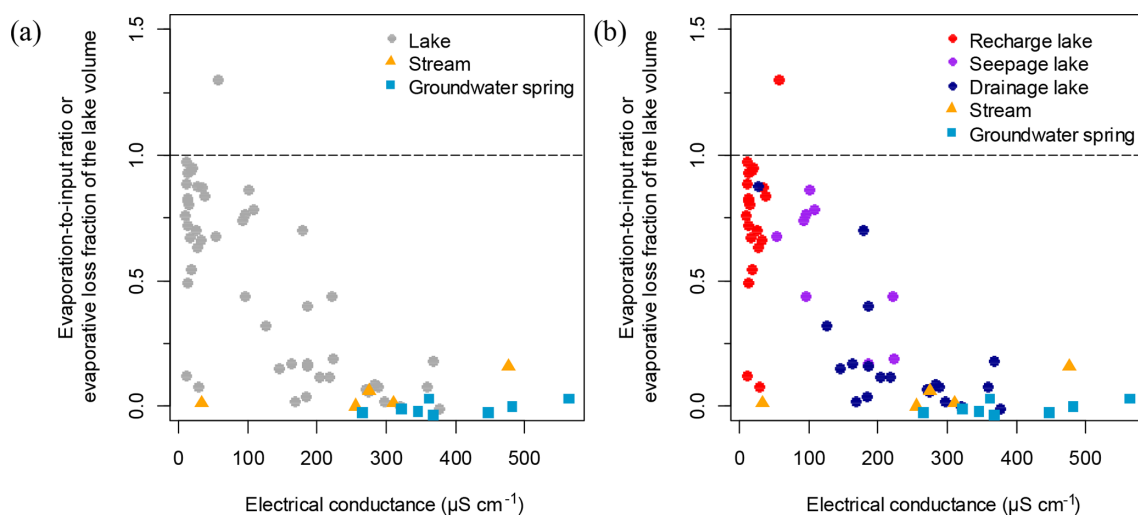 (a)
Evaporation-to-input ratio or
evaporative loss fraction of the lake volume
1.5
1.0
0.5
0.0
Lake
Stream
Groundwater spring
0 100 200 300 400 500
Electrical conductance (µS cm⁻¹)
(b)
Evaporation-to-input ratio or
evaporative loss fraction of the lake volume
1.5
1.0
0.5
0.0
Recharge lake
Seepage lake
Drainage lake
Stream
Groundwater spring
0 100 200 300 400 500
Electrical conductance (µS cm⁻¹)